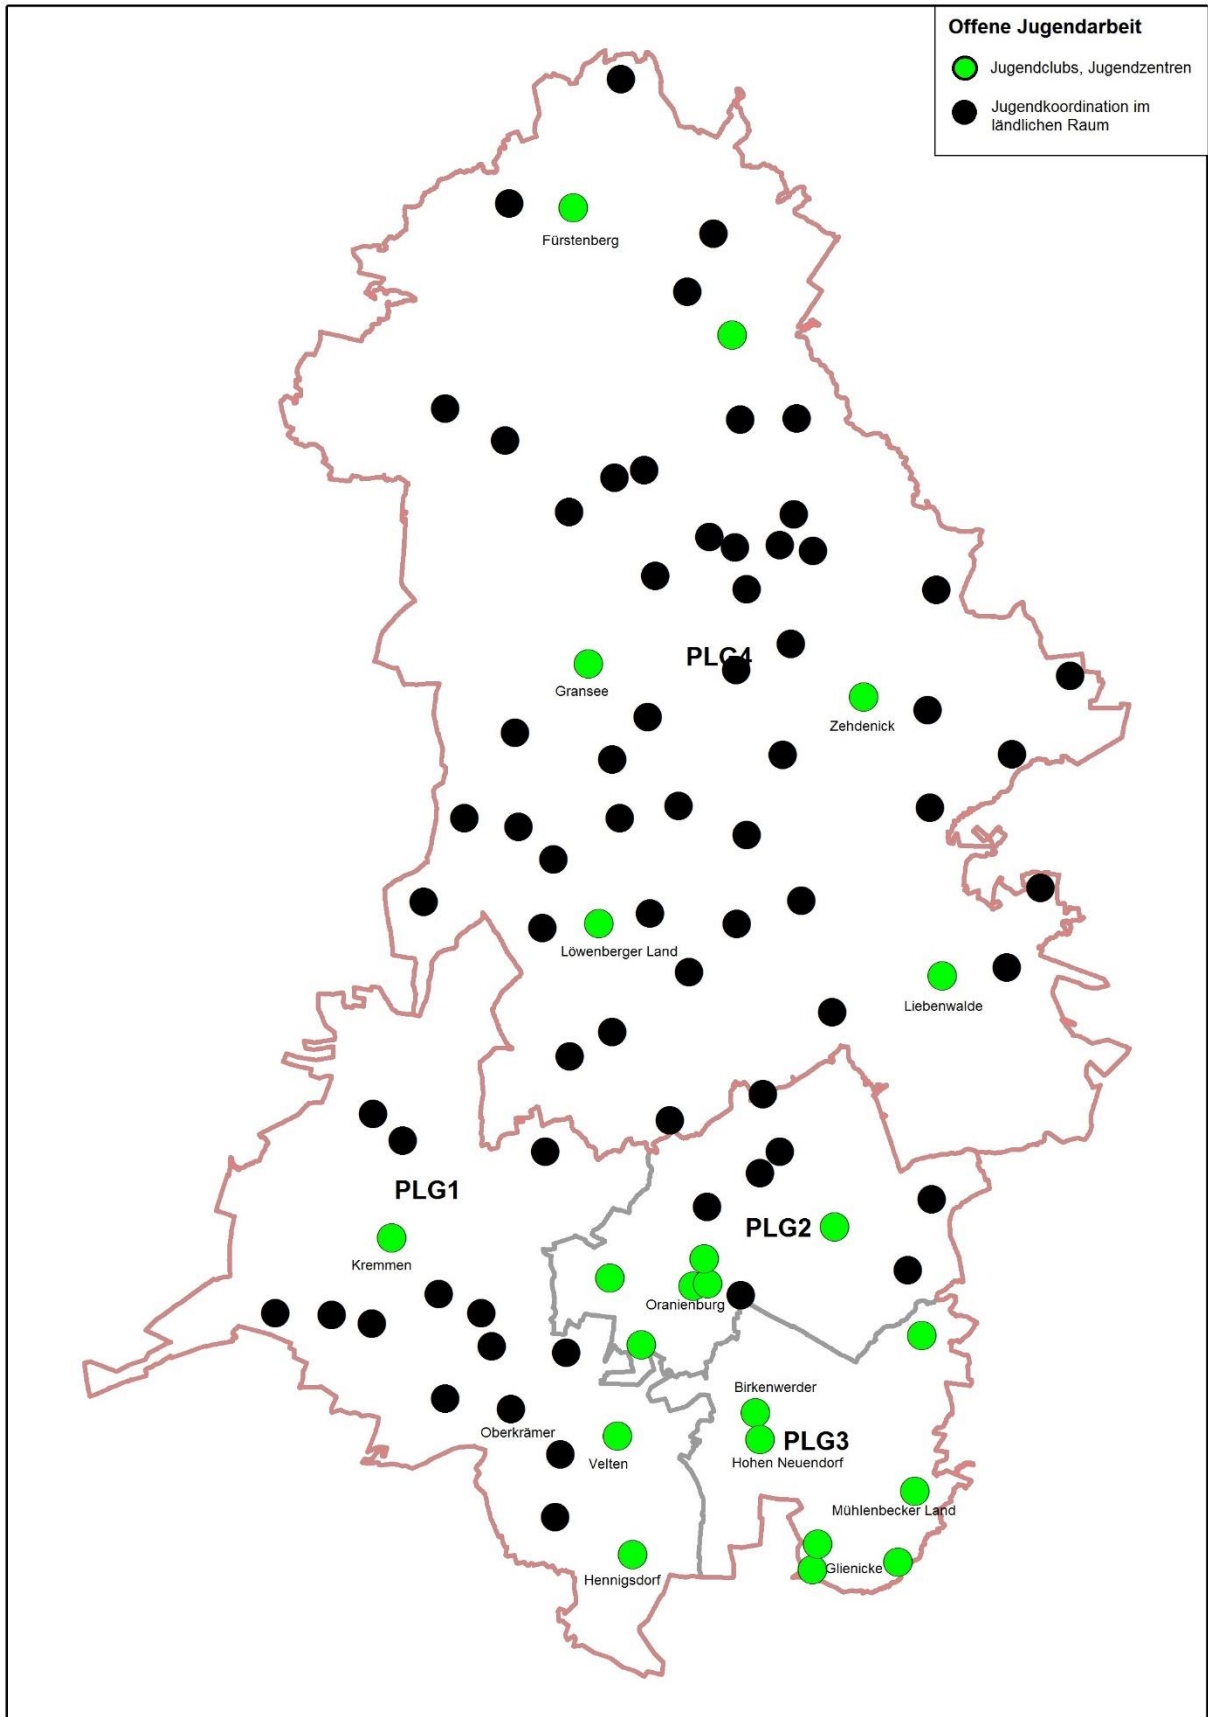 Offene Jugendarbeit
Jugendclubs, Jugendzentren
Jugendkoordination im
ländlichen Raum
Fürstenberg
PLG4
Gransee
Zehdenick
Löwenberger Land
Liebenwalde
PLG1
PLG2
Kremmen
Oranienburg
Birkenwerder
Oberkrämer
PLG3
Velten
Hohen Neuendorf
Mühlenbecker Land
Glienicke
Hennigsdorf